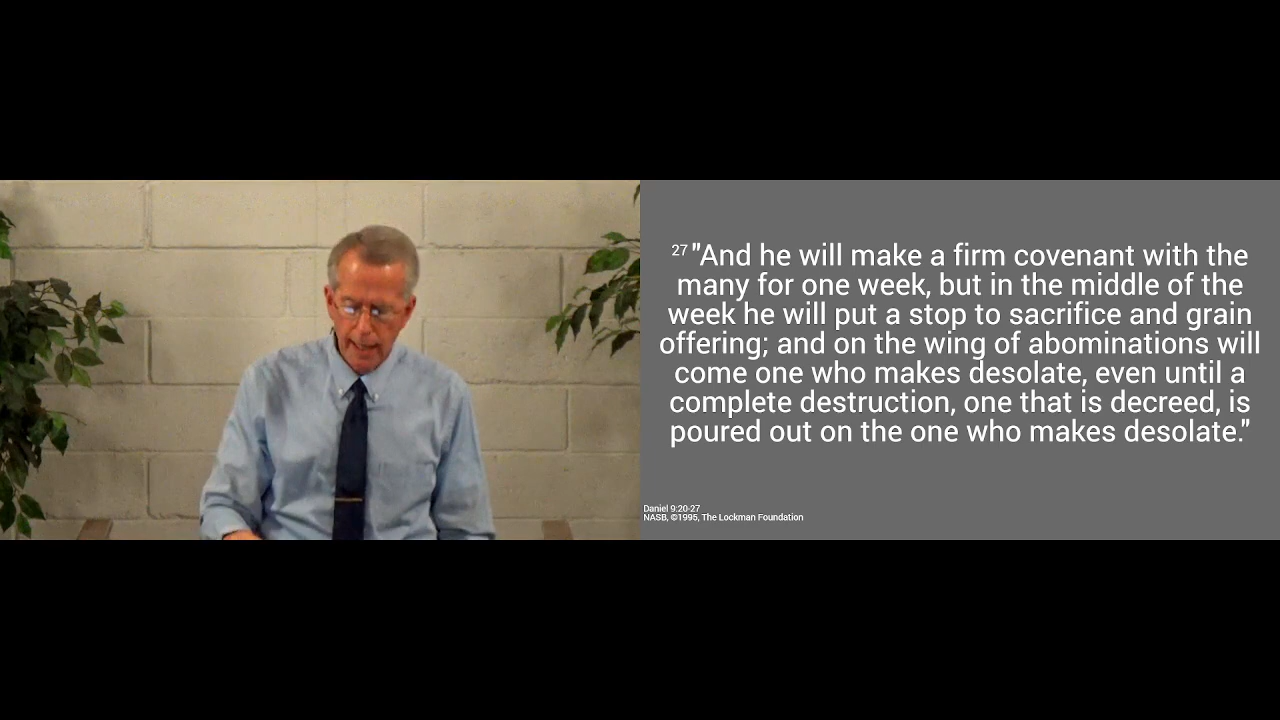 27 "And he will make a firm covenant with the
many for one week, but in the middle of the
week he will put a stop to sacrifice and grain
offering; and on the wing of abominations will
come one who makes desolate, even until a
complete destruction, one that is decreed, is
poured out on the one who makes desolate."
Daniel 9:20-27
NASB, ©1995, The Lockman Foundation